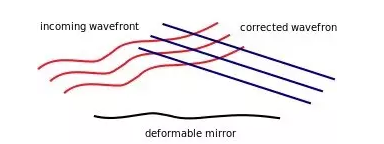 incoming wavefront
corrected wavefron
deformable mirror